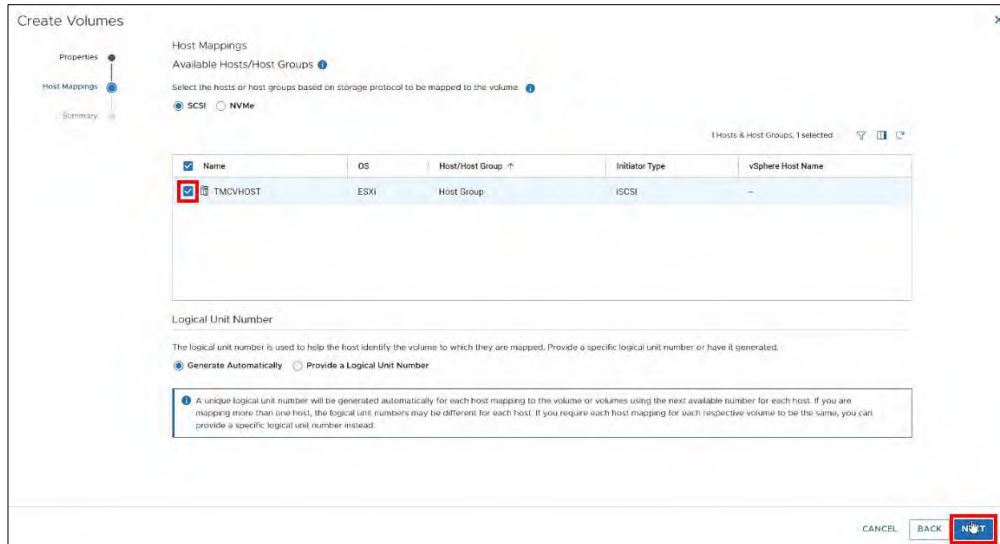 Create Volumes
Properties
Host Mappings
Summary
Host Mappings
Available Hosts/Host Groups
Select the hosts or host groups based on storage protocol to be mapped to the volume.
SCSI NVMe
1 Hosts & Host Groups, 1 selected
Name OS Host/Host Group Initiator Type vSphere Host Name
TMCVHOST ESXi Host Group iSCSI --
Logical Unit Number
The logical unit number is used to help the host identify the volume to which they are mapped. Provide a specific logical unit number or have it generated.
Generate Automatically Provide a Logical Unit Number
A unique logical unit number will be generated automatically for each host mapping to the volume or volumes using the next available number for each host. If you are
mapping more than one host, the logical unit numbers may be different for each host. If you require each host mapping for each respective volume to be the same, you can
provide a specific logical unit number instead.
CANCEL BACK NEXT